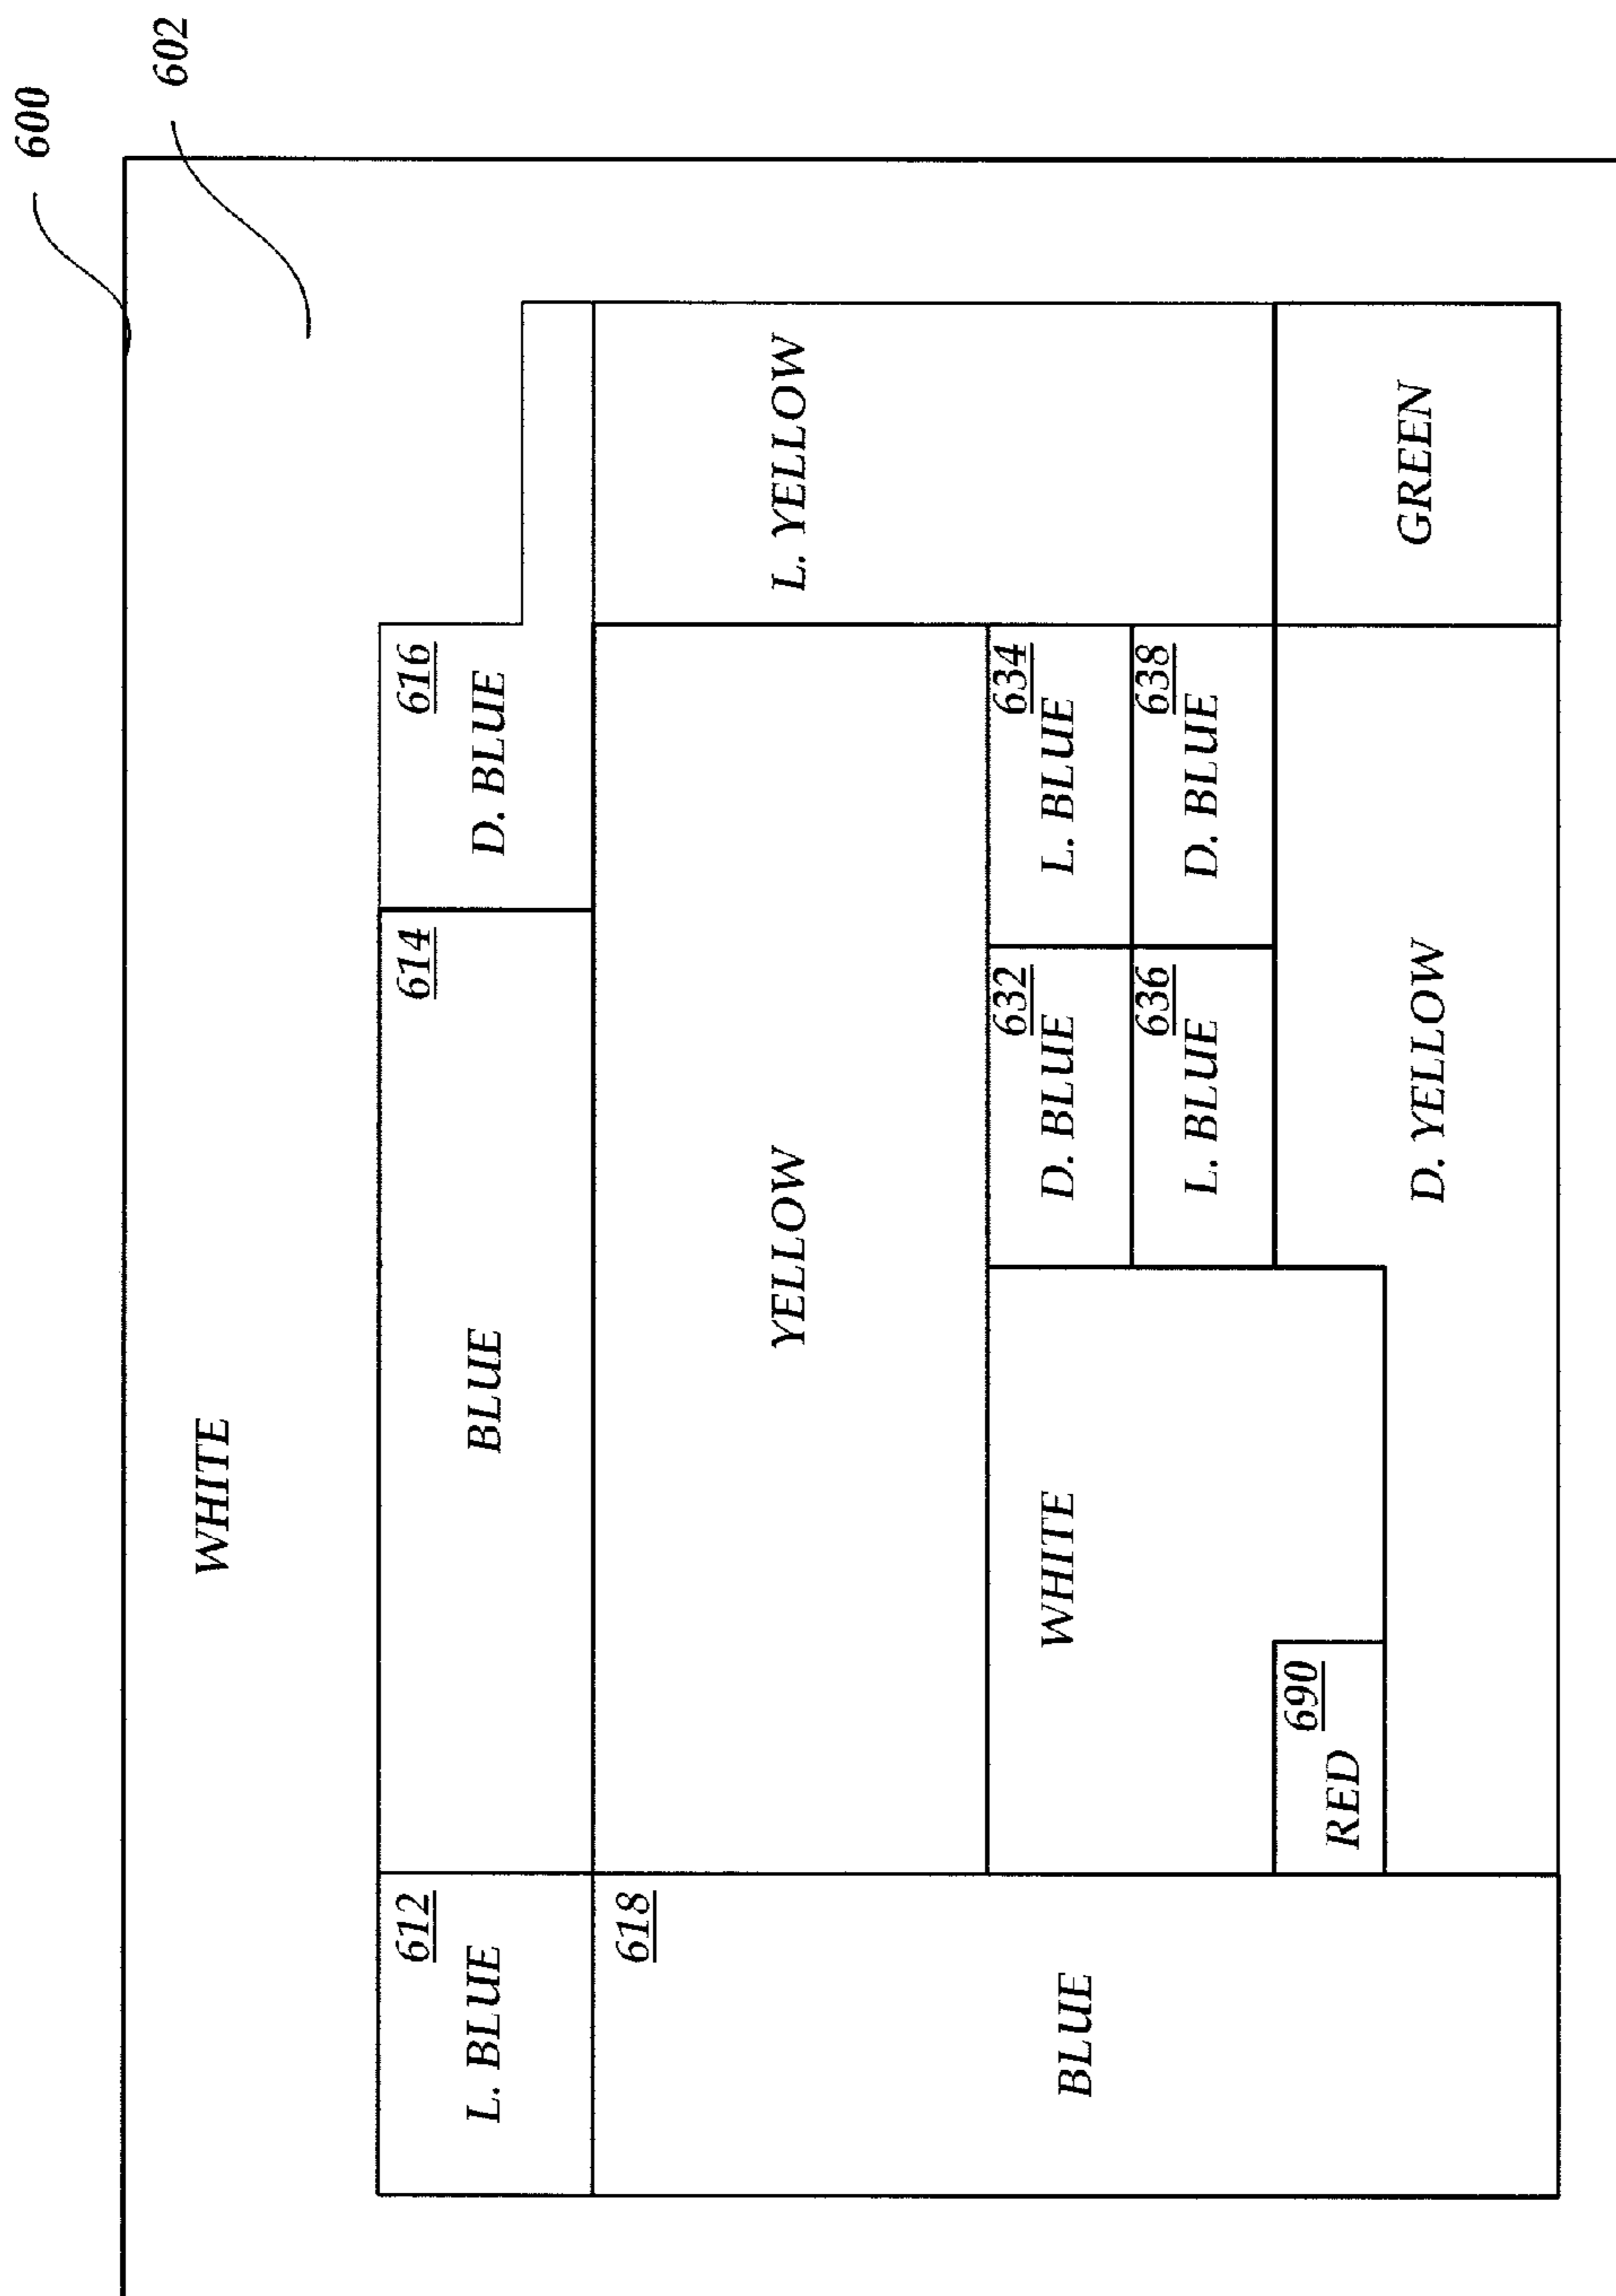 600
602
WHITE
612
L. BLUE
614
BLUE
616
D. BLUE
618
BLUE
YELLOW
L. YELLOW
WHITE
632
D. BLUE
634
L. BLUE
636
L. BLUE
638
D. BLUE
690
RED
D. YELLOW
GREEN